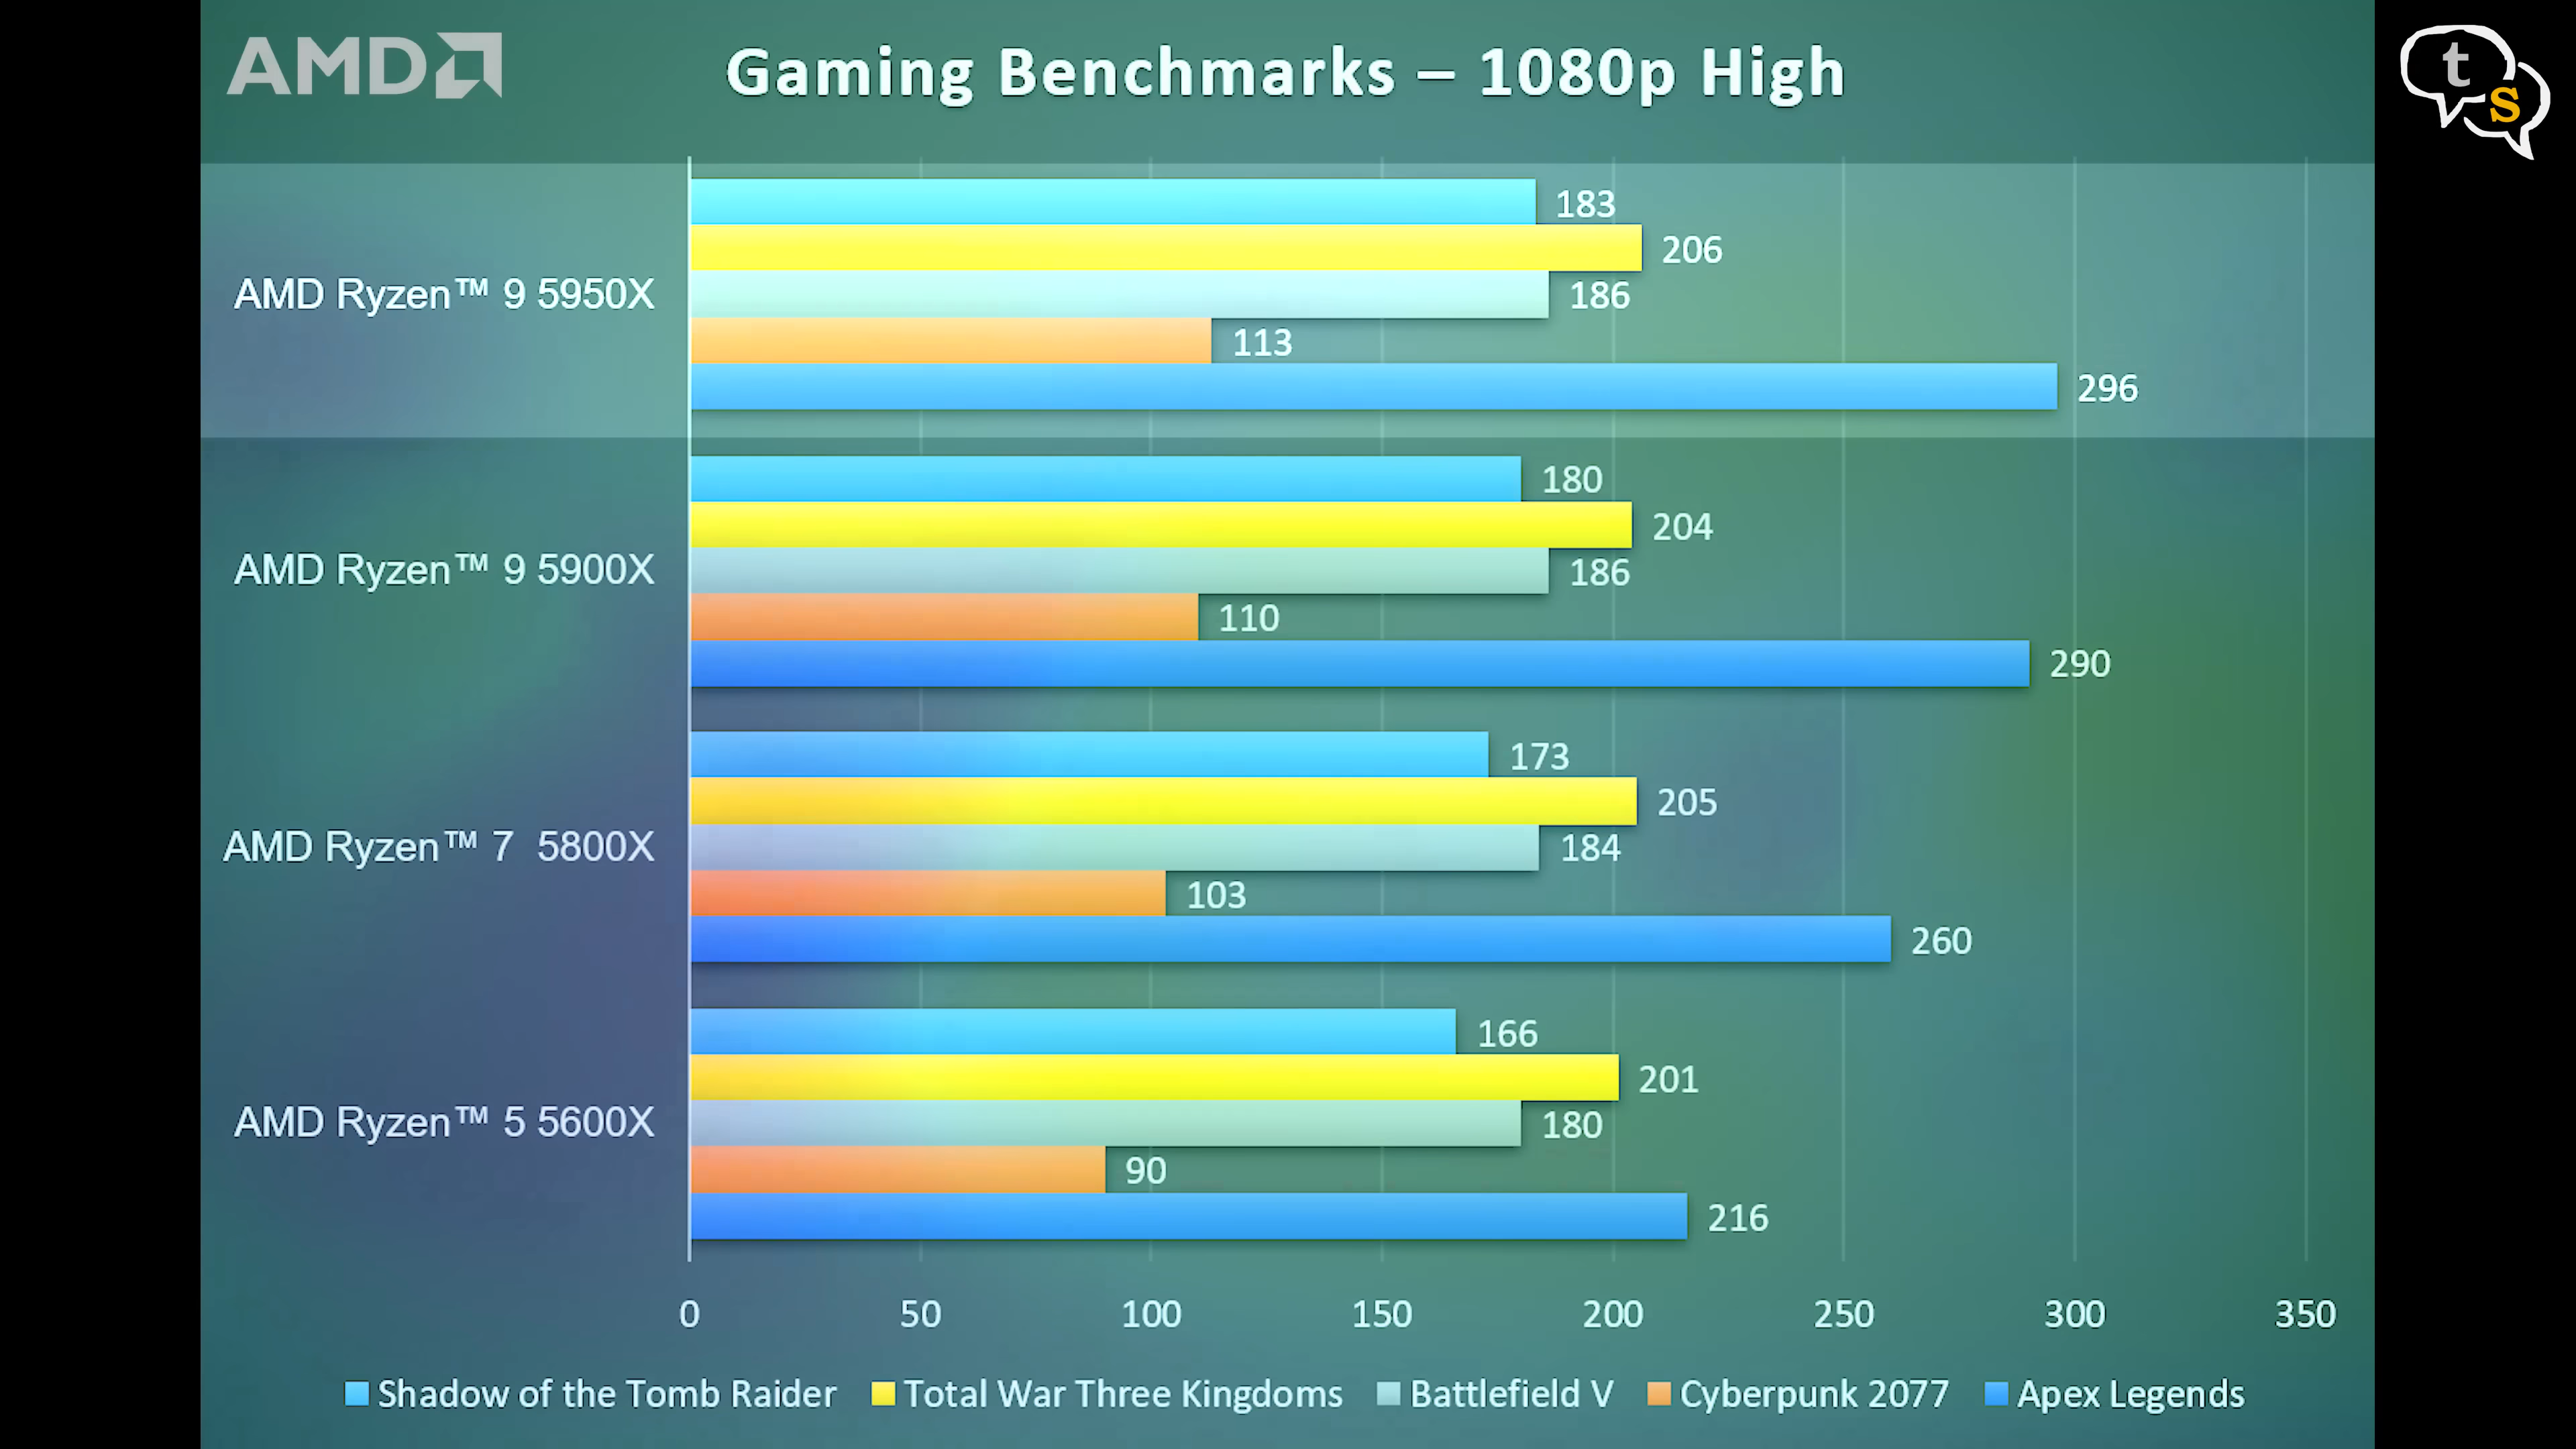 AMD
Gaming Benchmarks – 1080p High
t
s
AMD Ryzen™ 9 5950X
183
206
186
113
296
AMD Ryzen™ 9 5900X
180
204
186
110
290
AMD Ryzen™ 7 5800X
173
205
184
103
260
AMD Ryzen™ 5 5600X
166
201
180
90
216
0 50 100 150 200 250 300 350
Shadow of the Tomb Raider Total War Three Kingdoms Battlefield V Cyberpunk 2077 Apex Legends